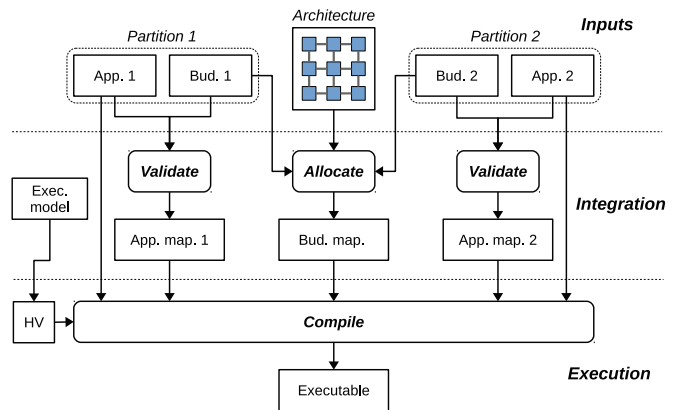 Architecture
Inputs
Partition 1
Partition 2
App. 1
Bud. 1
Bud. 2
App. 2
Validate
Allocate
Validate
Exec.
model
Integration
App. map. 1
Bud. map.
App. map. 2
HV
Compile
Execution
Executable